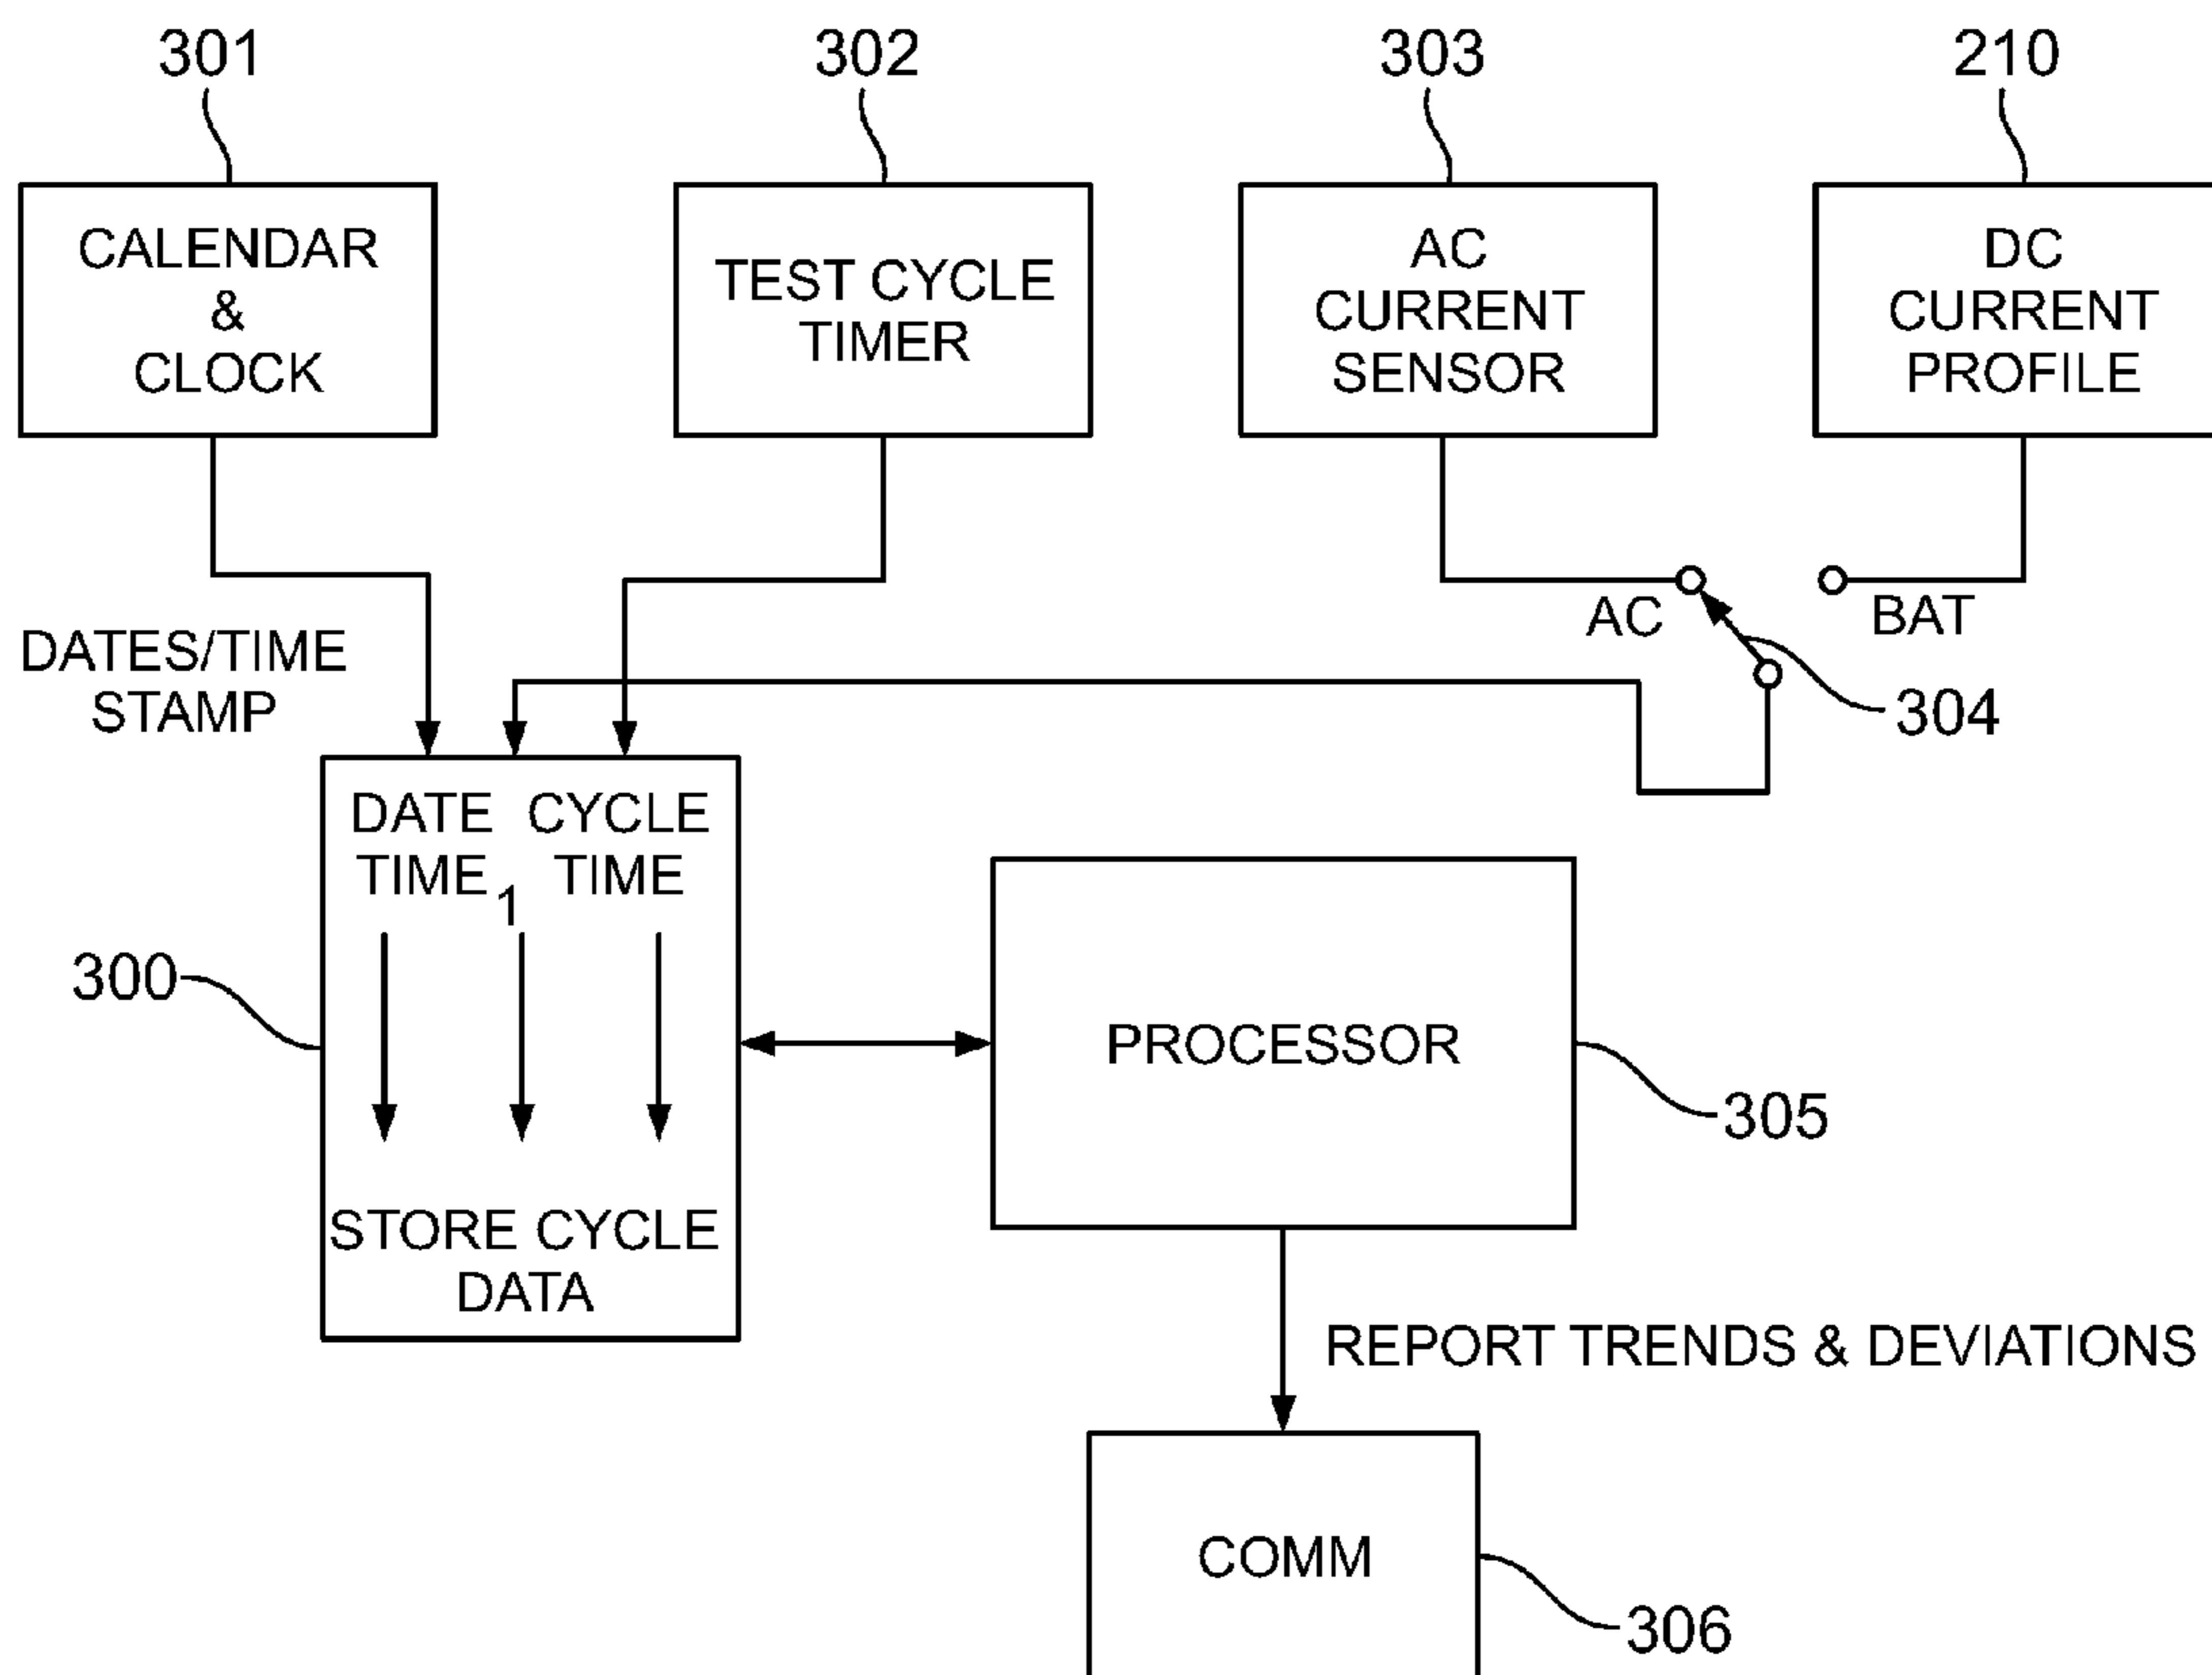 301
302
303
210
CALENDAR
&
CLOCK
TEST CYCLE
TIMER
AC
CURRENT
SENSOR
DC
CURRENT
PROFILE
AC
BAT
304
DATES/TIME
STAMP
DATE CYCLE
TIME 1 TIME
300
STORE CYCLE
DATA
PROCESSOR
305
REPORT TRENDS & DEVIATIONS
COMM
306